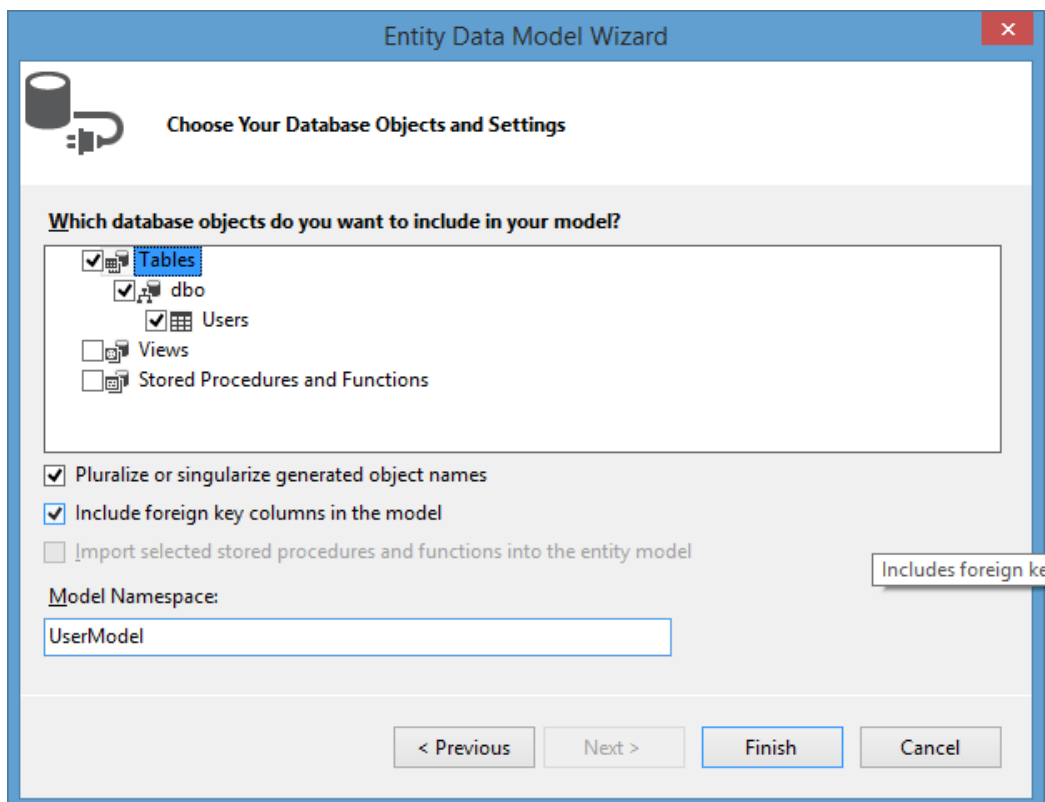 Entity Data Model Wizard
Choose Your Database Objects and Settings
Which database objects do you want to include in your model?
Tables
dbo
Users
Views
Stored Procedures and Functions
Pluralize or singularize generated object names
Include foreign key columns in the model
Import selected stored procedures and functions into the entity model
Includes foreign ke
Model Namespace:
UserModel
< Previous
Next >
Finish
Cancel